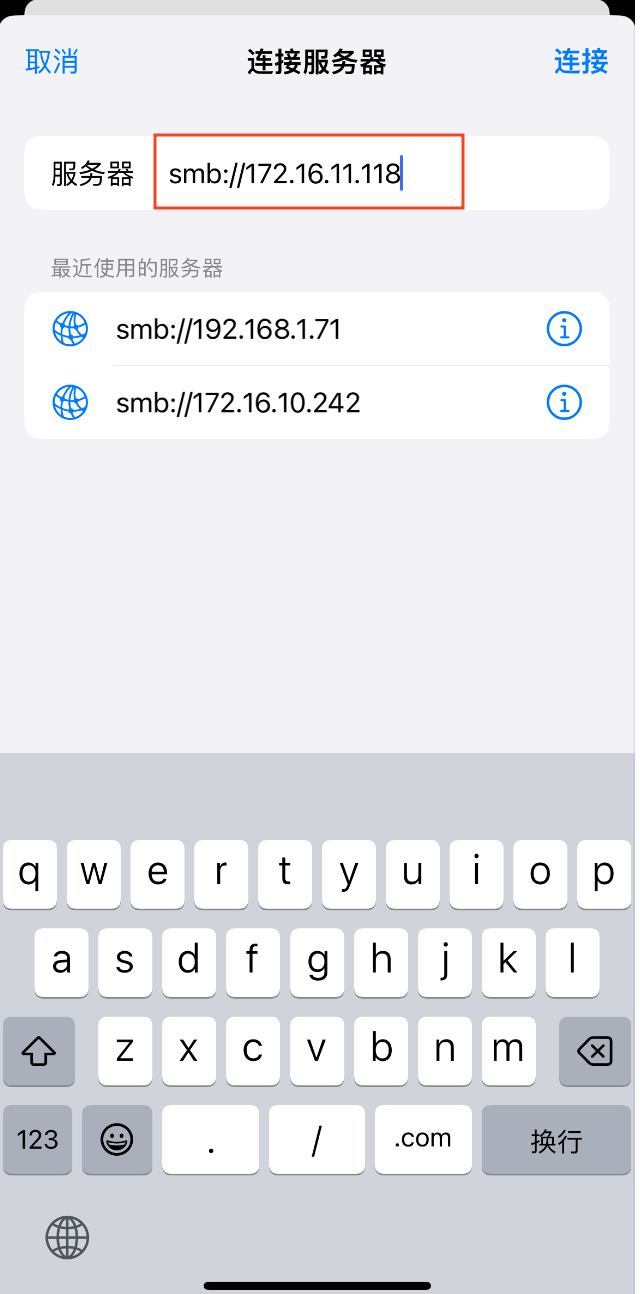 取消 连接服务器 连接
服务器 smb://172.16.11.118
最近使用的服务器
smb://192.168.1.71
smb://172.16.10.242
q w e r t y u i o p
a s d f g h j k l
z x c v b n m
123 . / .com 换行